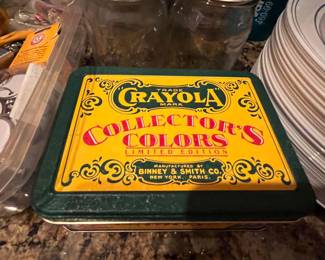 TRADE
"CRAYOLA"
MARK
COLLECTOR'S
COLORS
LIMITED EDITION
MANUFACTURED BY
BINNEY & SMITH CO.
NEW YORK, PARIS.